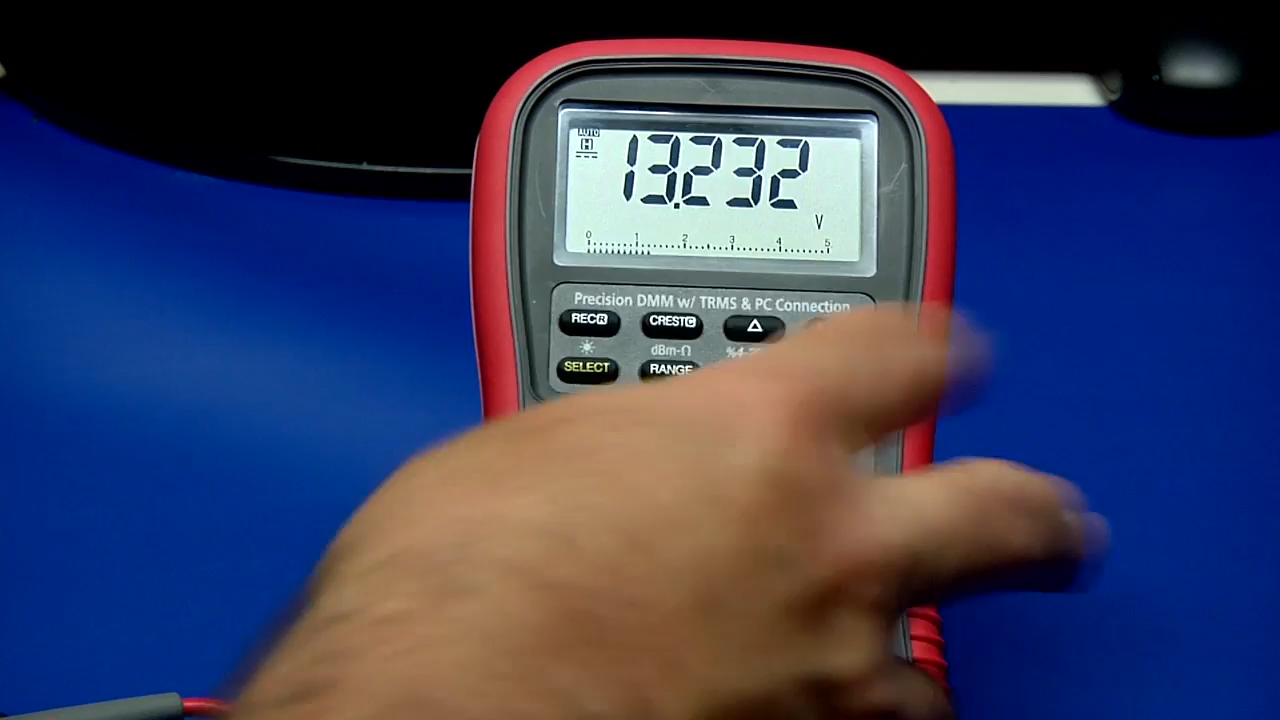 AUTO
H
13.232
V
0 1 2 3 4 5
Precision DMM w/ TRMS & PC Connection
REC R CREST C △
dBm-Ω
SELECT RANGE